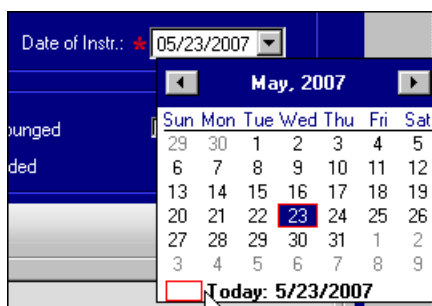 Date of Instr.: * 05/23/2007
May, 2007
Sun Mon Tue Wed Thu Fri Sat
29 30 1 2 3 4 5
ounged
6 7 8 9 10 11 12
ded
13 14 15 16 17 18 19
20 21 22 23 24 25 26
27 28 29 30 31 1 2
3 4 5 6 7 8 9
Today: 5/23/2007